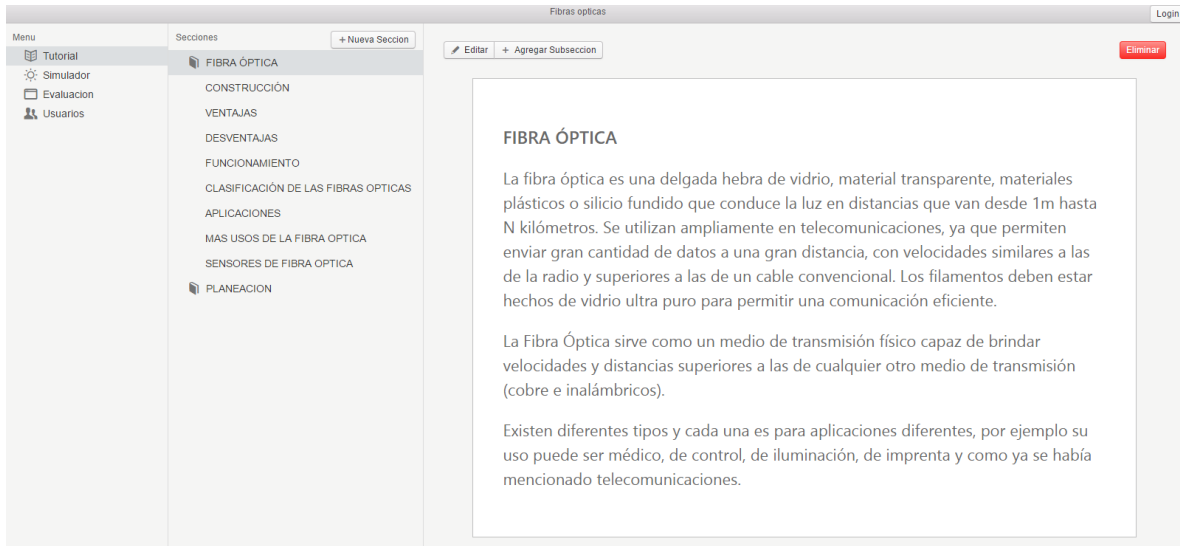 Fibras opticas
Login
Menu
Tutorial
Simulador
Evaluacion
Usuarios
Secciones
+ Nueva Seccion
FIBRA ÓPTICA
CONSTRUCCIÓN
VENTAJAS
DESVENTAJAS
FUNCIONAMIENTO
CLASIFICACIÓN DE LAS FIBRAS OPTICAS
APLICACIONES
MAS USOS DE LA FIBRA OPTICA
SENSORES DE FIBRA OPTICA
PLANEACION
Editar
+ Agregar Subseccion
Eliminar
FIBRA ÓPTICA
La fibra óptica es una delgada hebra de vidrio, material transparente, materiales
plásticos o silicio fundido que conduce la luz en distancias que van desde 1m hasta
N kilómetros. Se utilizan ampliamente en telecomunicaciones, ya que permiten
enviar gran cantidad de datos a una gran distancia, con velocidades similares a las
de la radio y superiores a las de un cable convencional. Los filamentos deben estar
hechos de vidrio ultra puro para permitir una comunicación eficiente.
La Fibra Óptica sirve como un medio de transmisión físico capaz de brindar
velocidades y distancias superiores a las de cualquier otro medio de transmisión
(cobre e inalámbricos).
Existen diferentes tipos y cada una es para aplicaciones diferentes, por ejemplo su
uso puede ser médico, de control, de iluminación, de imprenta y como ya se había
mencionado telecomunicaciones.